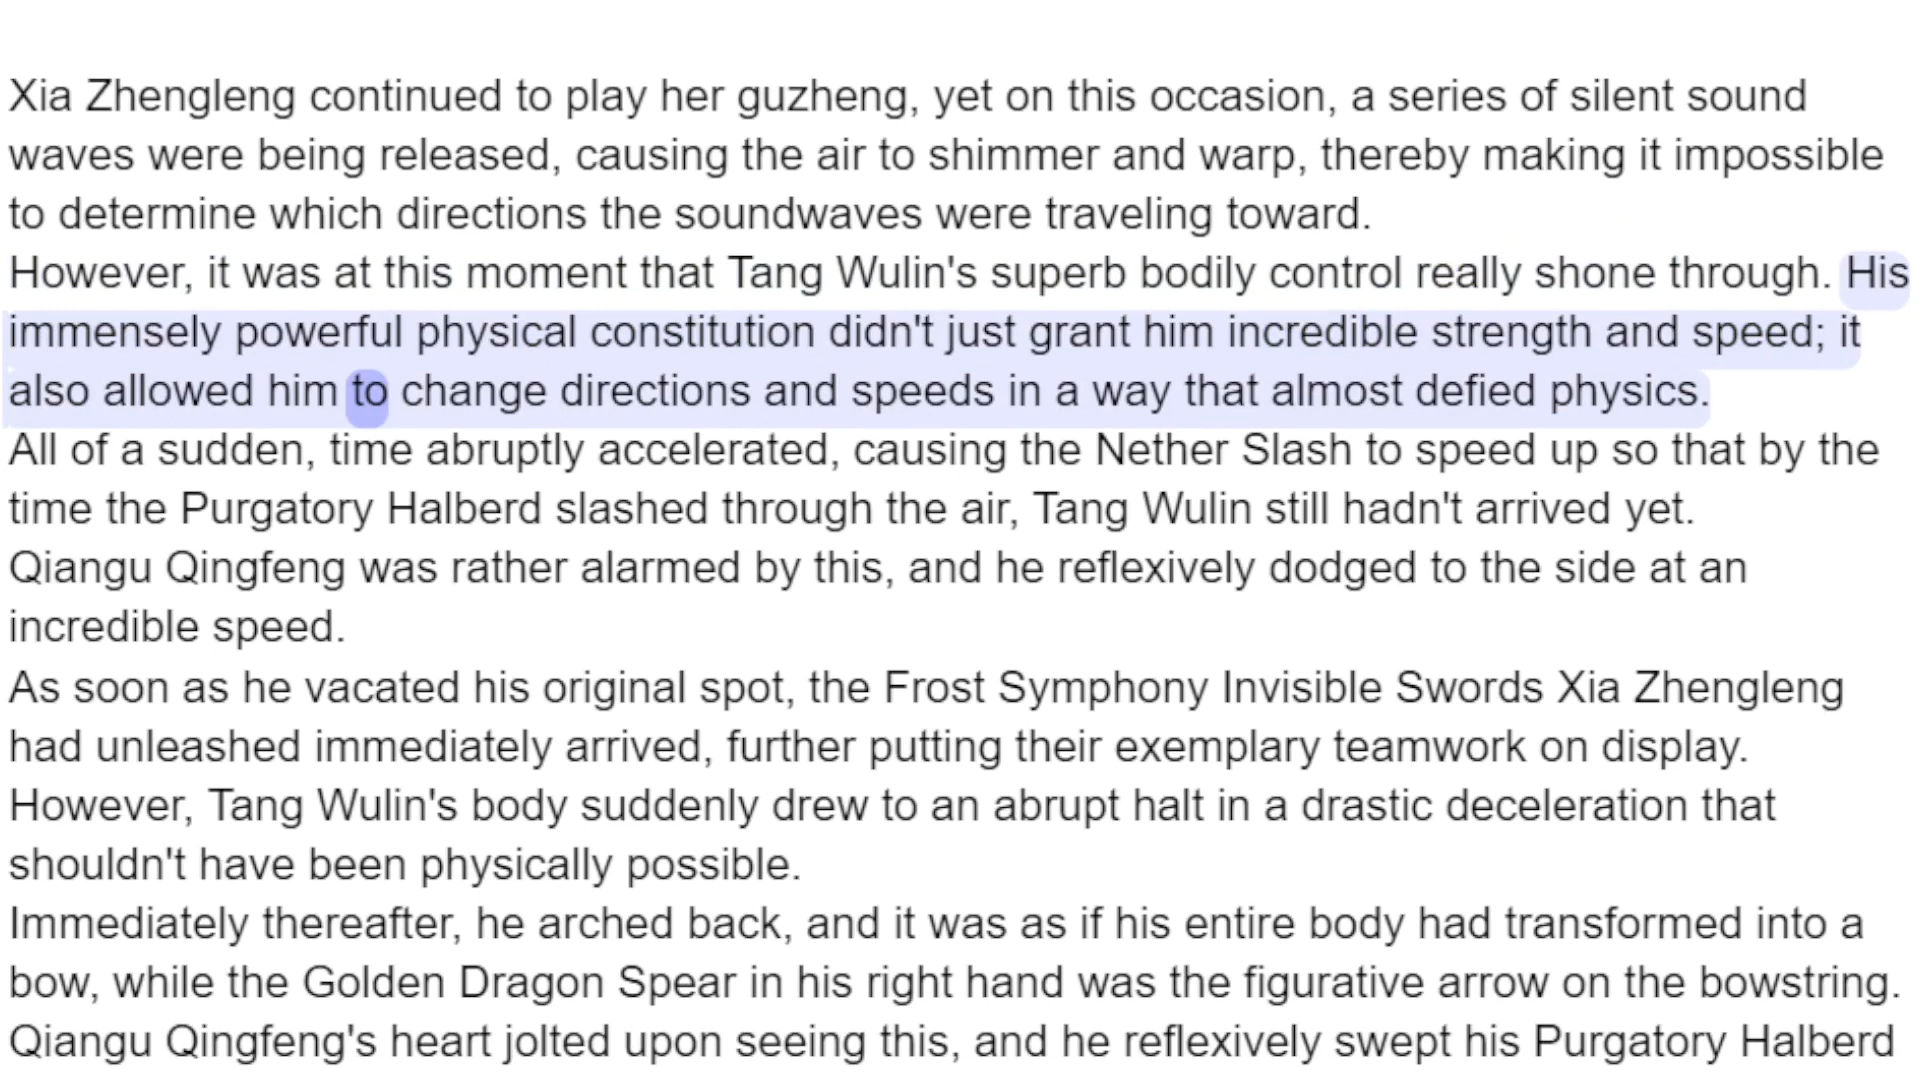 Xia Zhengleng continued to play her guzheng, yet on this occasion, a series of silent sound
waves were being released, causing the air to shimmer and warp, thereby making it impossible
to determine which directions the soundwaves were traveling toward.
However, it was at this moment that Tang Wulin's superb bodily control really shone through. His
immensely powerful physical constitution didn't just grant him incredible strength and speed; it
also allowed him to change directions and speeds in a way that almost defied physics.
All of a sudden, time abruptly accelerated, causing the Nether Slash to speed up so that by the
time the Purgatory Halberd slashed through the air, Tang Wulin still hadn't arrived yet.
Qiangu Qingfeng was rather alarmed by this, and he reflexively dodged to the side at an
incredible speed.
As soon as he vacated his original spot, the Frost Symphony Invisible Swords Xia Zhengleng
had unleashed immediately arrived, further putting their exemplary teamwork on display.
However, Tang Wulin's body suddenly drew to an abrupt halt in a drastic deceleration that
shouldn't have been physically possible.
Immediately thereafter, he arched back, and it was as if his entire body had transformed into a
bow, while the Golden Dragon Spear in his right hand was the figurative arrow on the bowstring.
Qiangu Qingfeng's heart jolted upon seeing this, and he reflexively swept his Purgatory Halberd